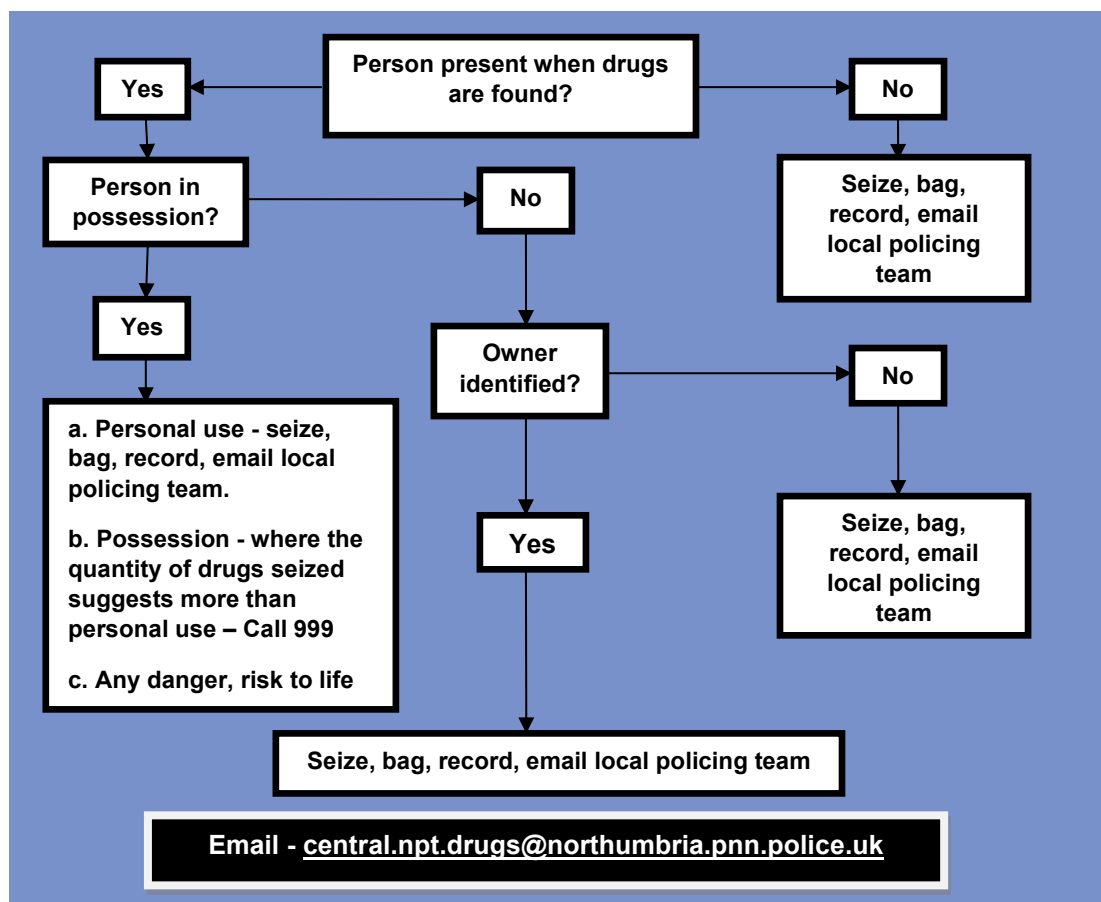 Person present when drugs
are found?
Yes
No
Person in
possession?
No
Seize, bag,
record, email
local policing
team
Yes
Owner
identified?
No
a. Personal use - seize,
bag, record, email local
policing team.
b. Possession - where the
quantity of drugs seized
suggests more than
personal use – Call 999
c. Any danger, risk to life
Yes
Seize, bag,
record, email
local policing
team
Seize, bag, record, email local policing team
Email - central.npt.drugs@northumbria.pnn.police.uk